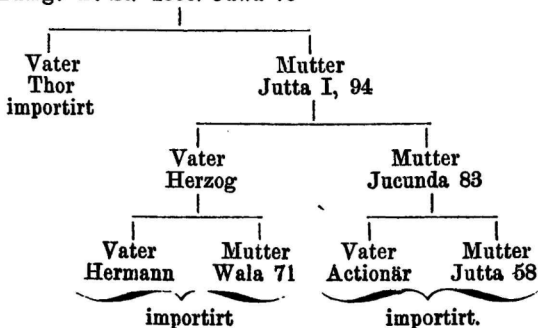 Vater Mutter
Thor Jutta I, 94
importirt
Vater Mutter
Herzog Jucunda 83
Vater Mutter Vater Mutter
Hermann Wala 71 Actionär Jutta 58
importirt importirt.